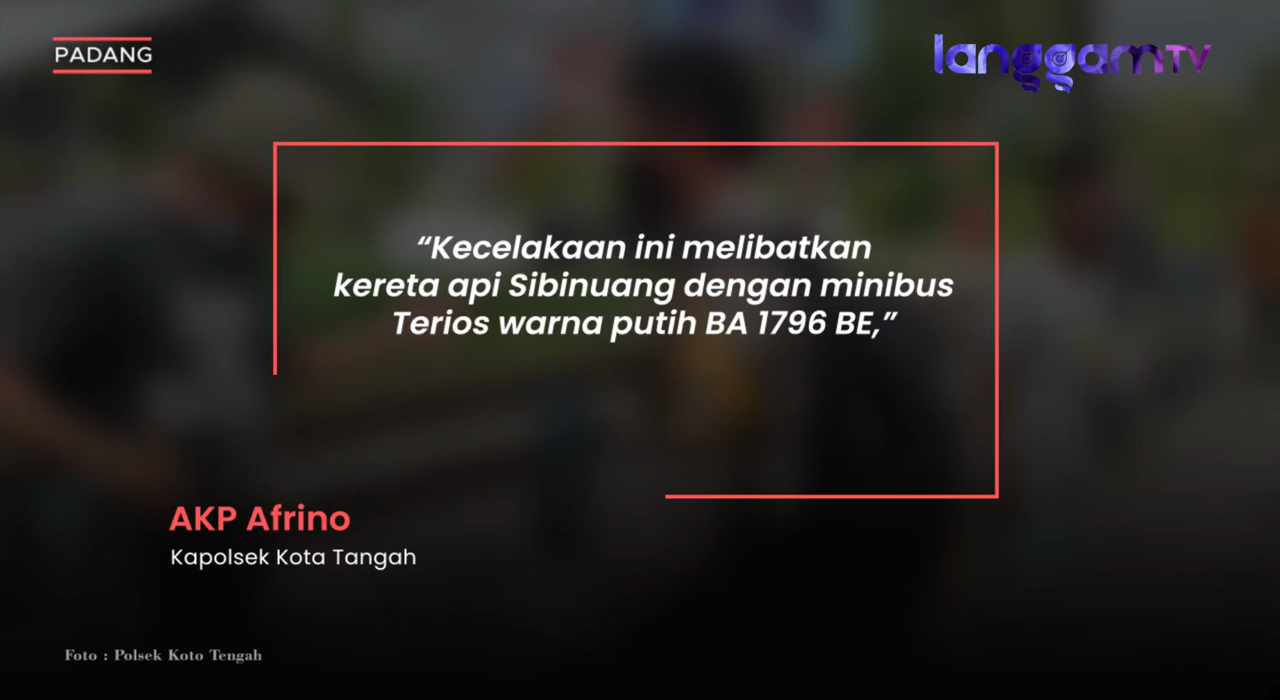 PADANG
langgamTV
“Kecelakaan ini melibatkan
kereta api Sibinuang dengan minibus
Terios warna putih BA 1796 BE,”
AKP Afrino
Kapolsek Kota Tangah
Foto : Polsek Koto Tengah